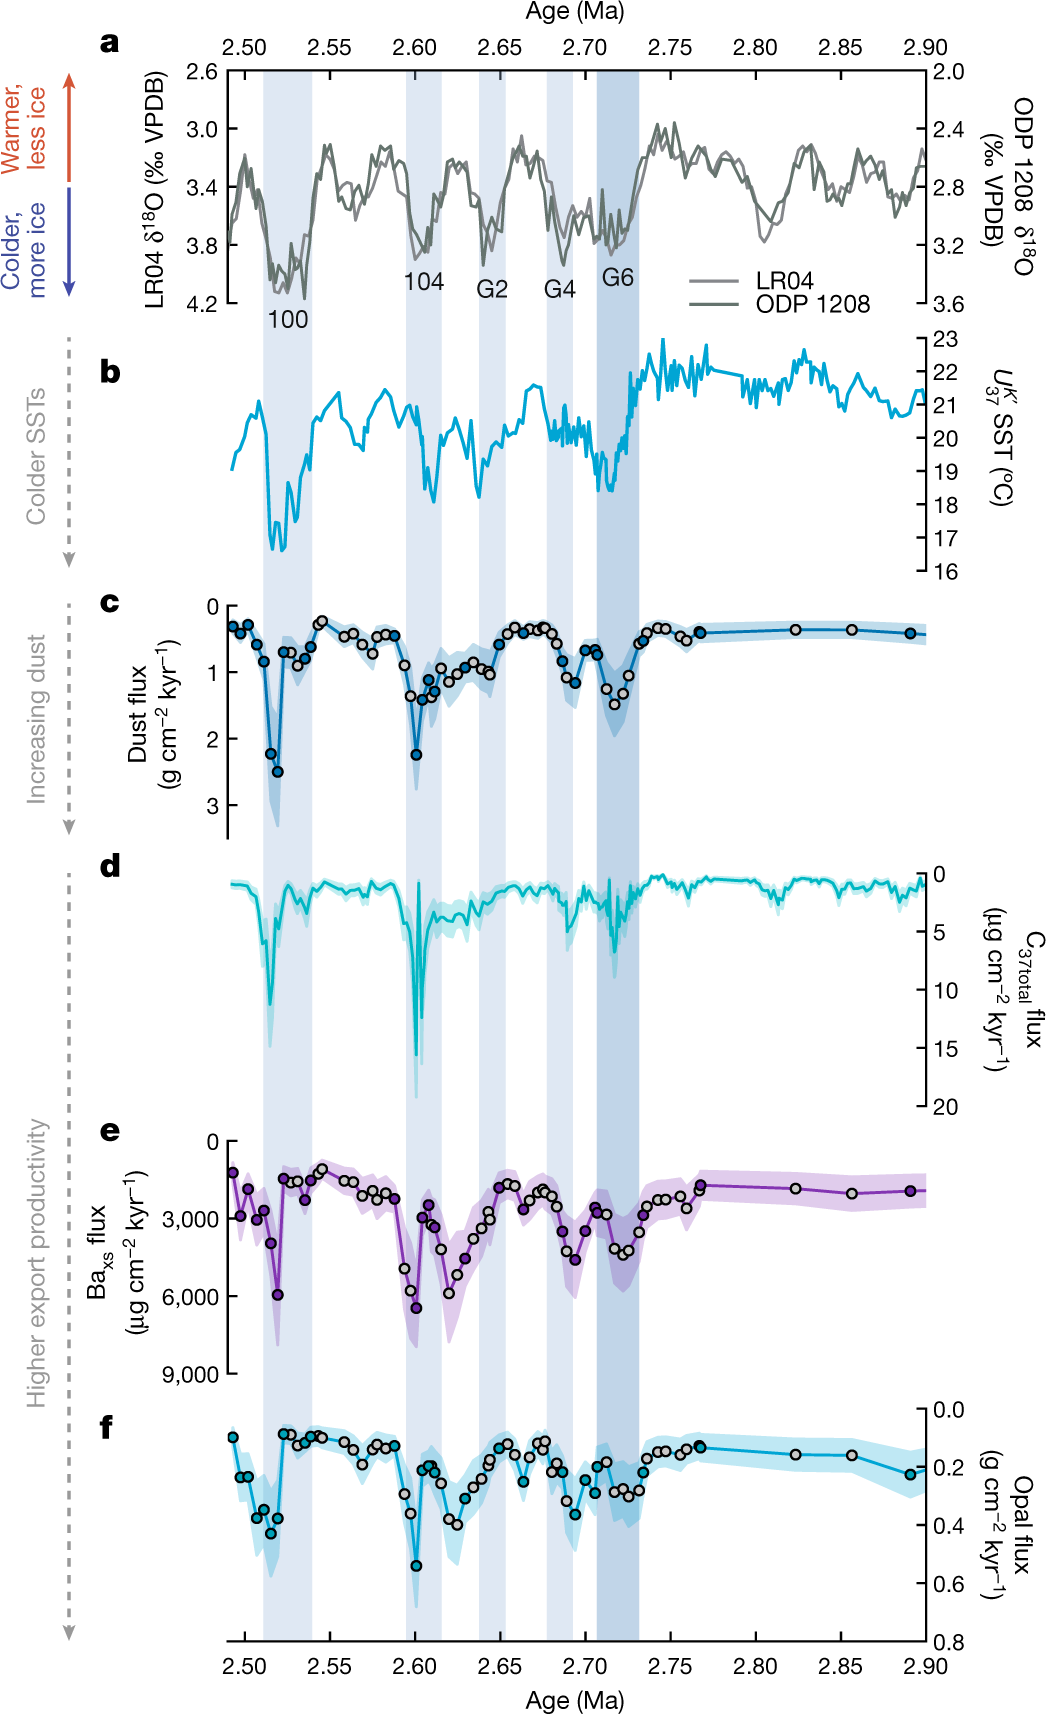 Age (Ma)
a
2.50 2.55 2.60 2.65 2.70 2.75 2.80 2.85 2.90
Warmer,
less ice
Colder,
more ice
LR04 δ¹⁸O (‰ VPDB)
2.6
3.0
3.4
3.8
4.2
2.0
2.4
2.8
3.2
3.6
ODP 1208 δ¹⁸O
(‰ VPDB)
100
104
G2
G4
G6
LR04
ODP 1208
b
Colder SSTs
23
22
21
20
19
18
17
16
U37K′ SST (°C)
c
Increasing dust
Dust flux
(g cm⁻² kyr⁻¹)
0
1
2
3
d
0
5
10
15
20
C37total flux
(µg cm⁻² kyr⁻¹)
Higher export productivity
e
Baxs flux
(µg cm⁻² kyr⁻¹)
0
3,000
6,000
9,000
f
0.0
0.2
0.4
0.6
0.8
Opal flux
(g cm⁻² kyr⁻¹)
2.50 2.55 2.60 2.65 2.70 2.75 2.80 2.85 2.90
Age (Ma)